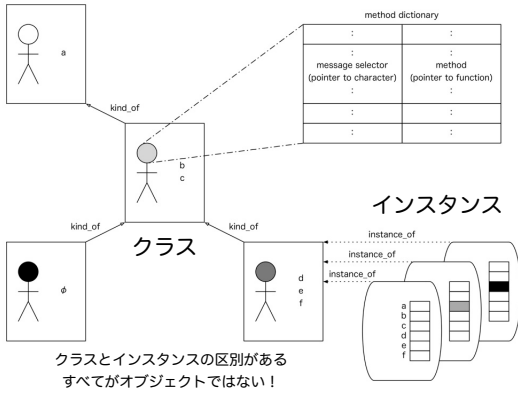 method dictionary
a
:
:
:
:
message selector
(pointer to character)
method
(pointer to function)
:
:
:
:
:
:
kind_of
b
c
インスタンス
kind_of
クラス
kind_of
instance_of
instance_of
instance_of
φ
d
e
f
a
b
c
d
e
f
クラスとインスタンスの区別がある
すべてがオブジェクトではない！